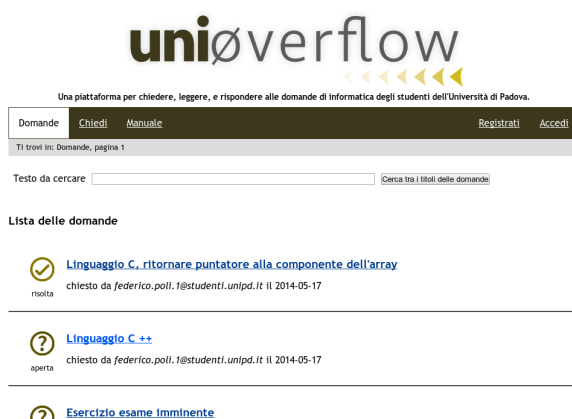 uniøverflow
Una piattaforma per chiedere, leggere, e rispondere alle domande di informatica degli studenti dell'Università di Padova.
Domande Chiedi Manuale Registrati Accedi
Ti trovi in: Domande, pagina 1
Testo da cercare Cerca tra i titoli delle domande
Lista delle domande
Linguaggio C, ritornare puntatore alla componente dell'array
chiesto da federico.poli.1@studenti.unipd.it il 2014-05-17
risolta
Linguaggio C ++
chiesto da federico.poli.1@studenti.unipd.it il 2014-05-17
aperta
Esercizio esame imminente